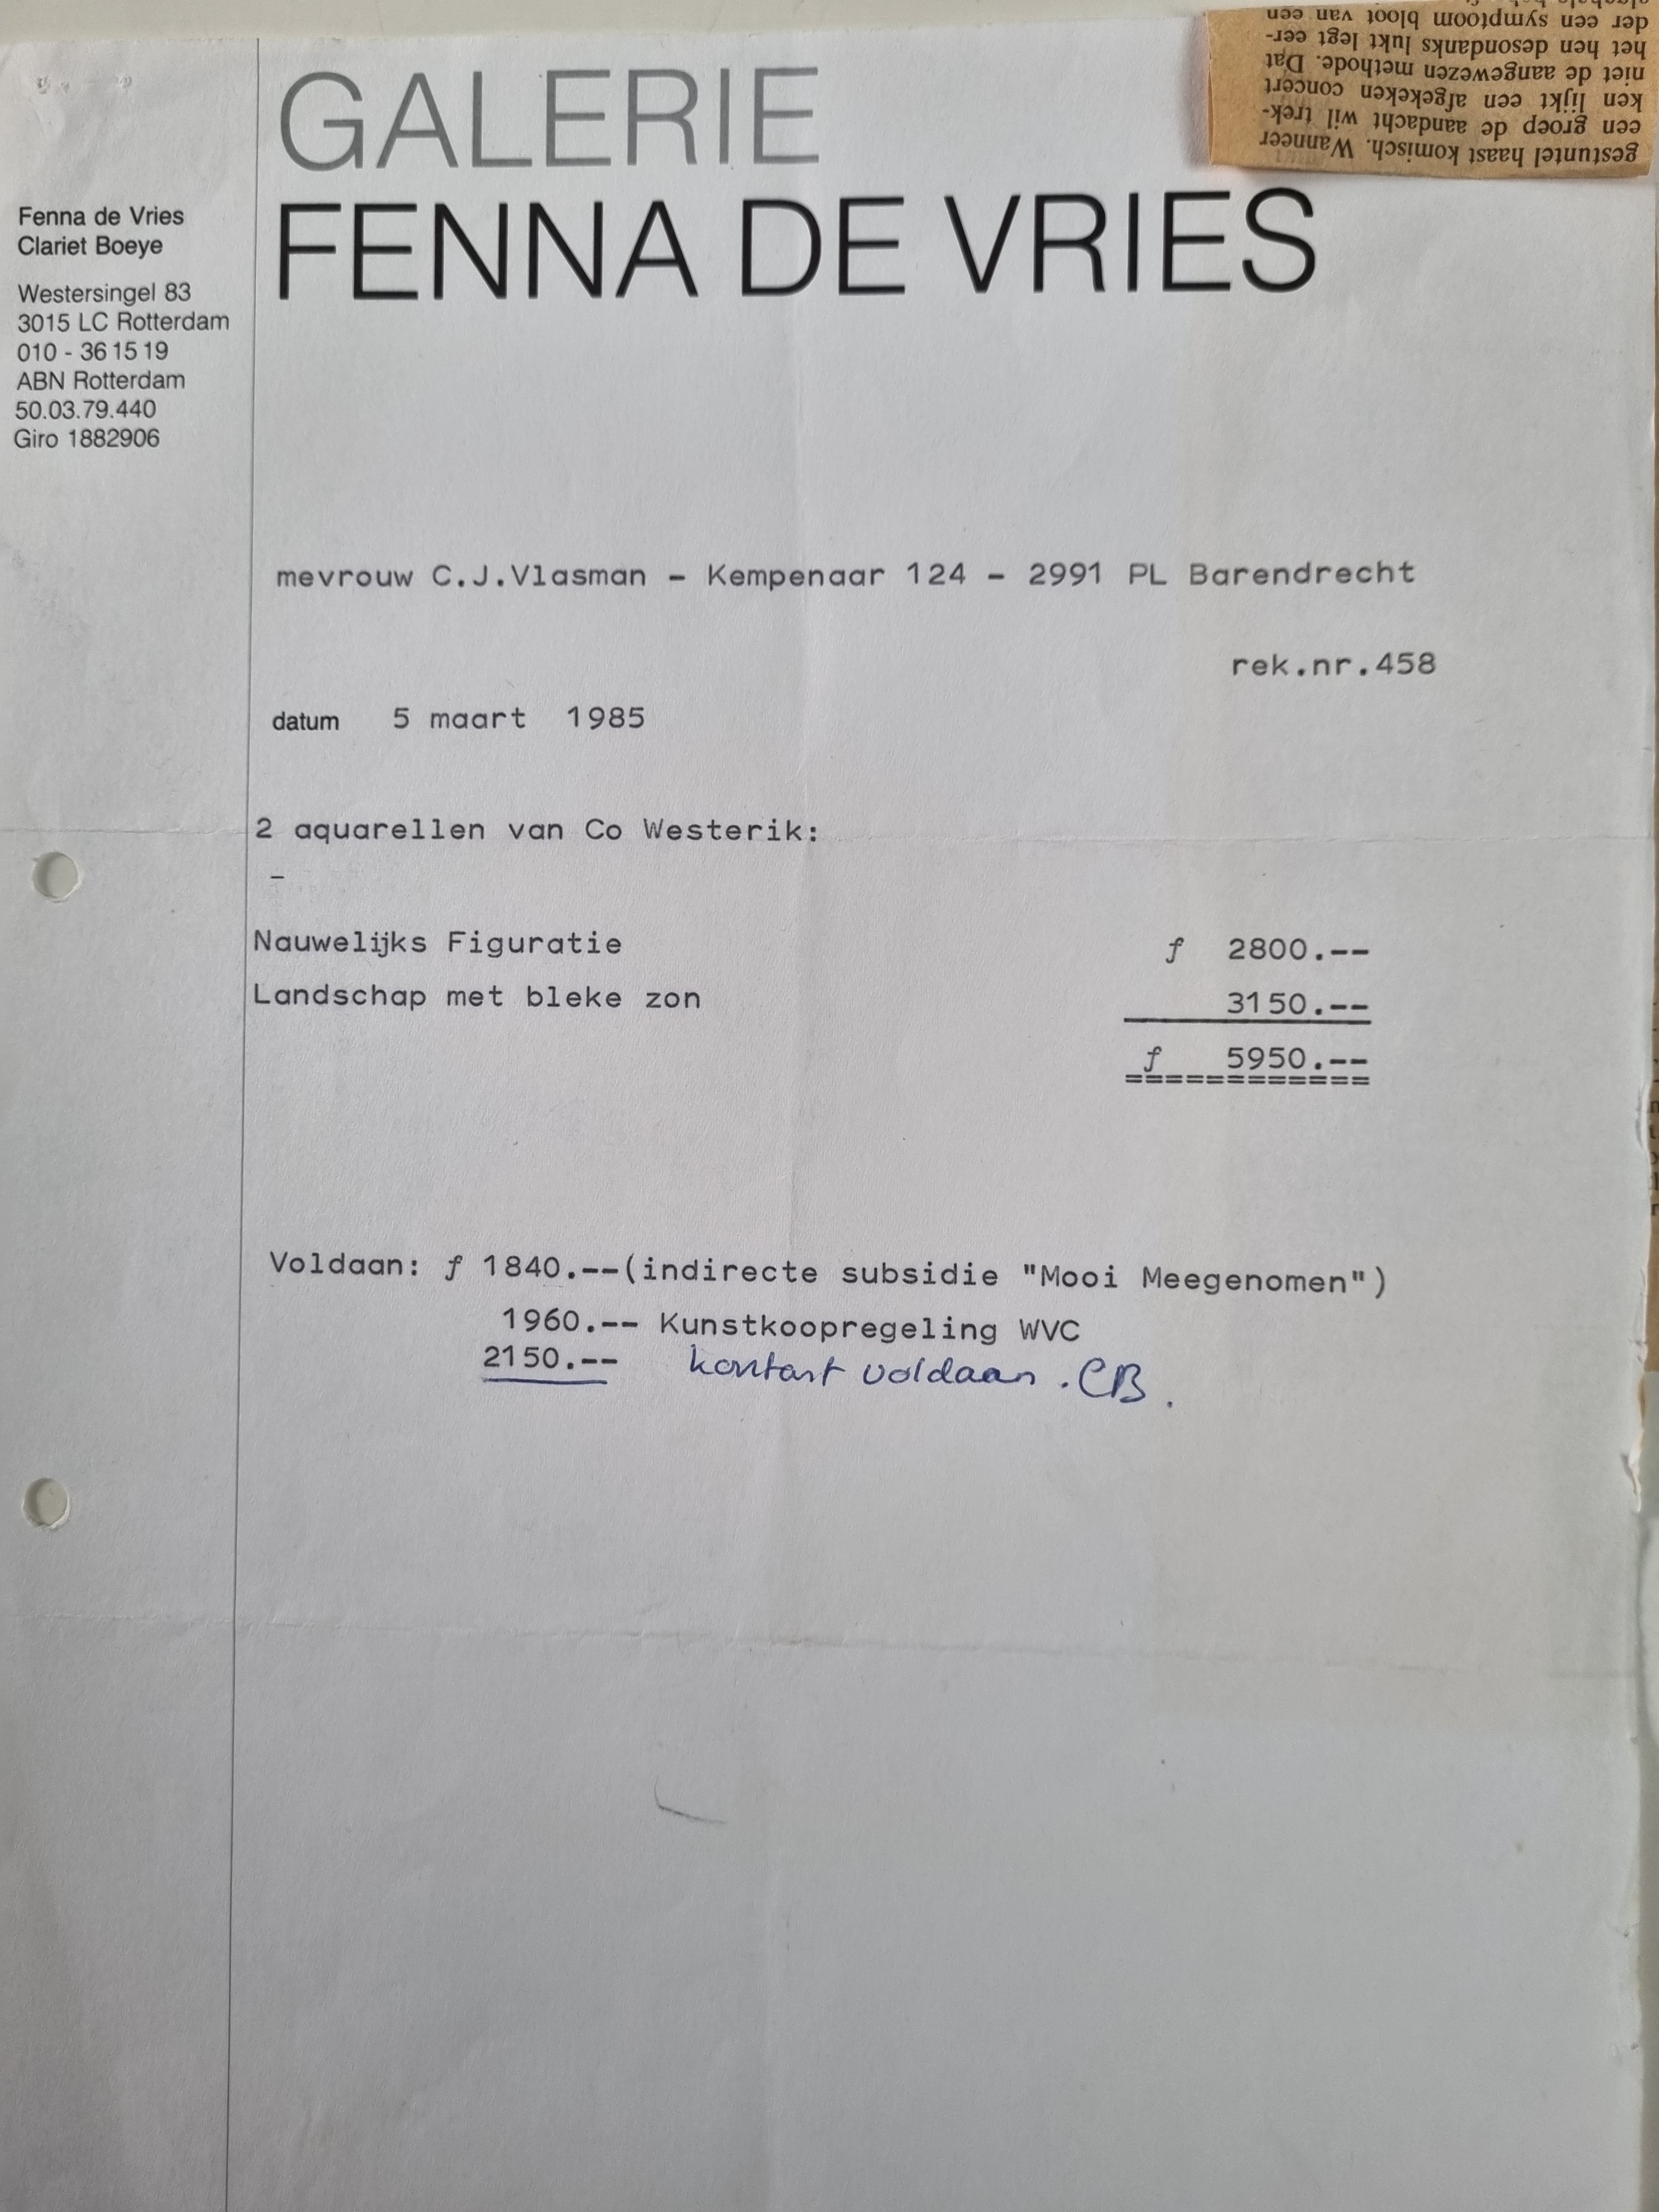 GALERIE
FENNA DE VRIES
Fenna de Vries
Clariet Boeye
Westersingel 83
3015 LC Rotterdam
010 - 36 15 19
ABN Rotterdam
50.03.79.440
Giro 1882906
gestuntel haast komisch. Wanneer
een groep de aandacht wil trek-
ken lijkt een afgekeken concert
niet de aangewezen methode. Dat
het hen desondanks lukt legt eer-
der een symptoom bloot van een
mevrouw C.J.Vlasman - Kempenaar 124 - 2991 PL Barendrecht
rek.nr.458
datum 5 maart 1985
2 aquarellen van Co Westerik:
-
Nauwelijks Figuratie ƒ 2800.--
Landschap met bleke zon 3150.--
ƒ 5950.--
============
Voldaan: ƒ 1840.--(indirecte subsidie "Mooi Meegenomen")
1960.-- Kunstkoopregeling WVC
2150.-- kontant voldaan. CB.